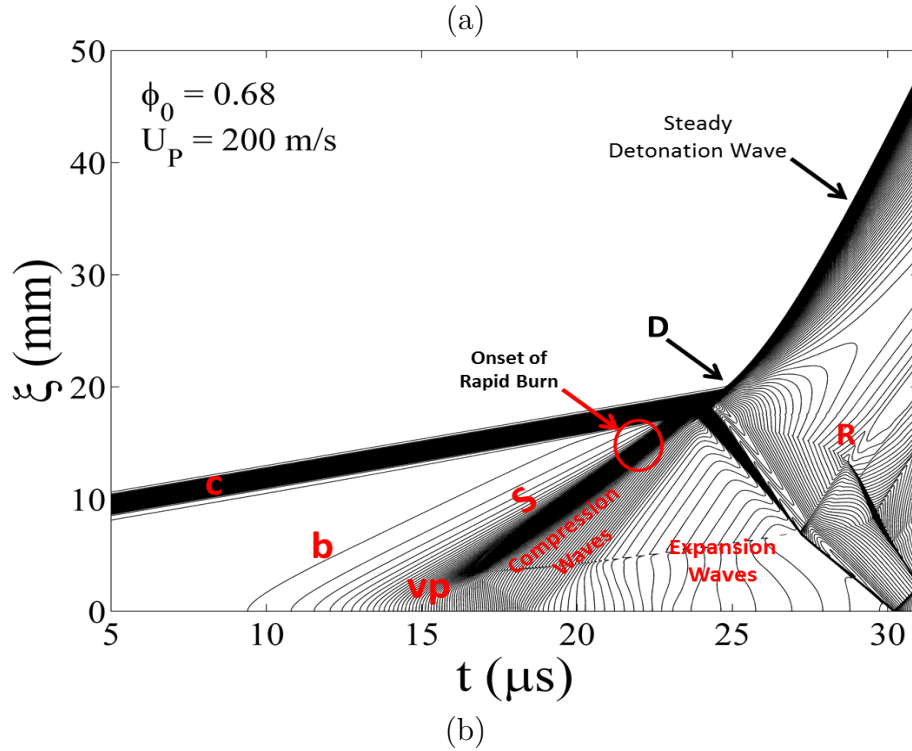 (a)
50
40
30
20
10
0
ξ (mm)
ϕ₀ = 0.68
U_P = 200 m/s
Steady
Detonation Wave
D
Onset of
Rapid Burn
R
c
S
b
Compression
Waves
Expansion
Waves
vp
5
10
15
20
25
30
t (μs)
(b)